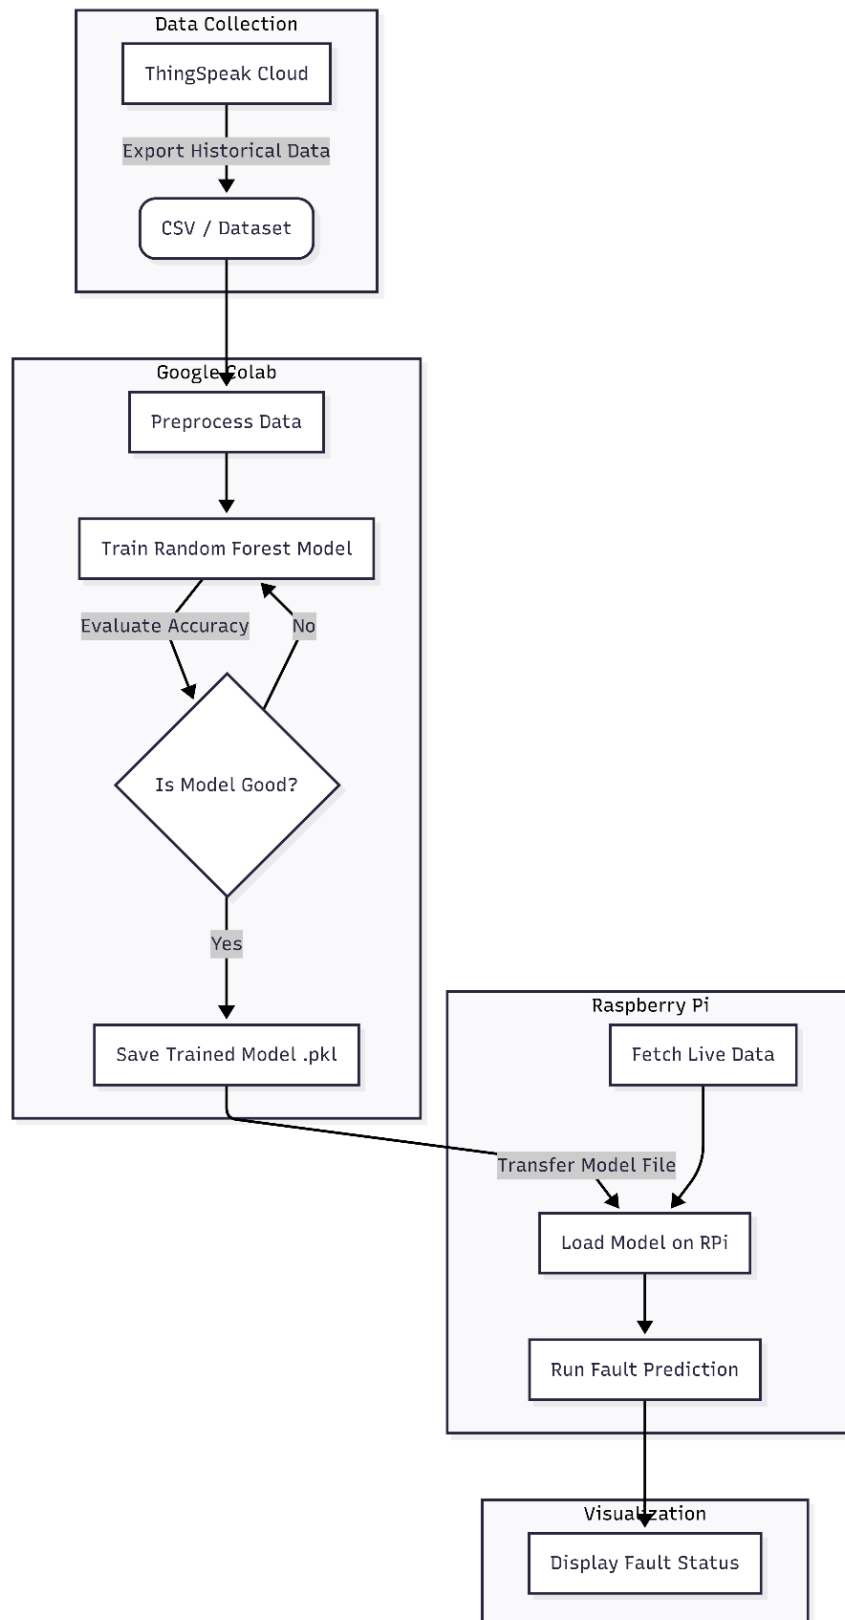 Data Collection
ThingSpeak Cloud
Export Historical Data
CSV / Dataset
Google Colab
Preprocess Data
Train Random Forest Model
Evaluate Accuracy
No
Is Model Good?
Yes
Save Trained Model .pkl
Raspberry Pi
Fetch Live Data
Transfer Model File
Load Model on RPi
Run Fault Prediction
Visualization
Display Fault Status